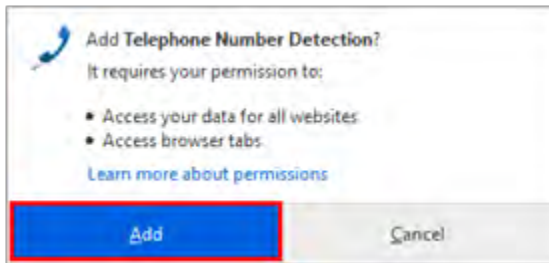 Add Telephone Number Detection?
It requires your permission to:
• Access your data for all websites
• Access browser tabs
Learn more about permissions
Add
Cancel